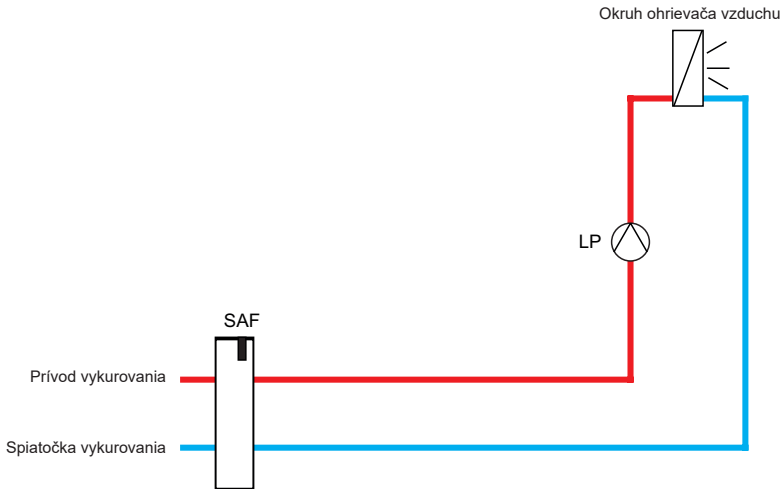 Okruh ohrievača vzduchu
LP
SAF
Prívod vykurovania
Spiatočka vykurovania